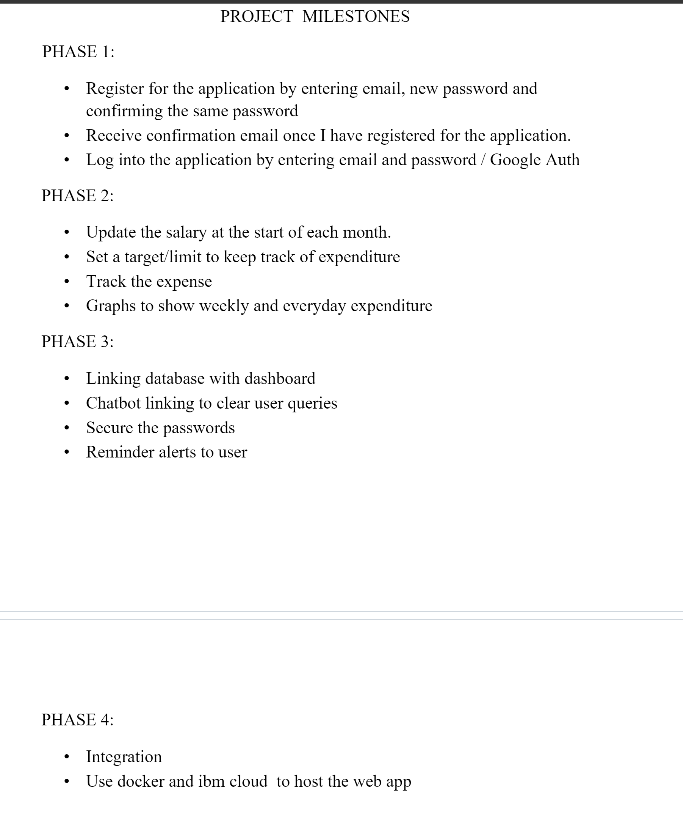 PROJECT  MILESTONES
PHASE 1:
• Register for the application by entering email, new password and
confirming the same password
• Receive confirmation email once I have registered for the application.
• Log into the application by entering email and password / Google Auth
PHASE 2:
• Update the salary at the start of each month.
• Set a target/limit to keep track of expenditure
• Track the expense
• Graphs to show weekly and everyday expenditure
PHASE 3:
• Linking database with dashboard
• Chatbot linking to clear user queries
• Secure the passwords
• Reminder alerts to user
PHASE 4:
• Integration
• Use docker and ibm cloud  to host the web app